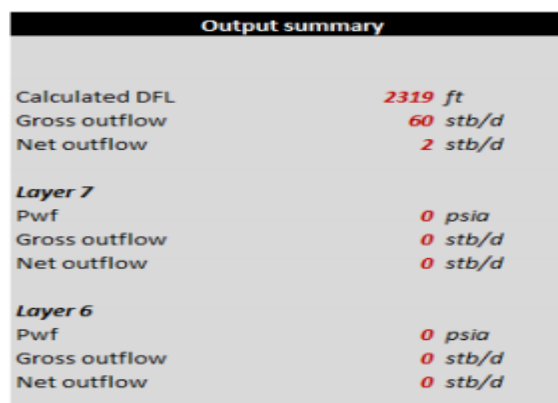 Output summary
Calculated DFL 2319 ft
Gross outflow 60 stb/d
Net outflow 2 stb/d
Layer 7
Pwf 0 psia
Gross outflow 0 stb/d
Net outflow 0 stb/d
Layer 6
Pwf 0 psia
Gross outflow 0 stb/d
Net outflow 0 stb/d